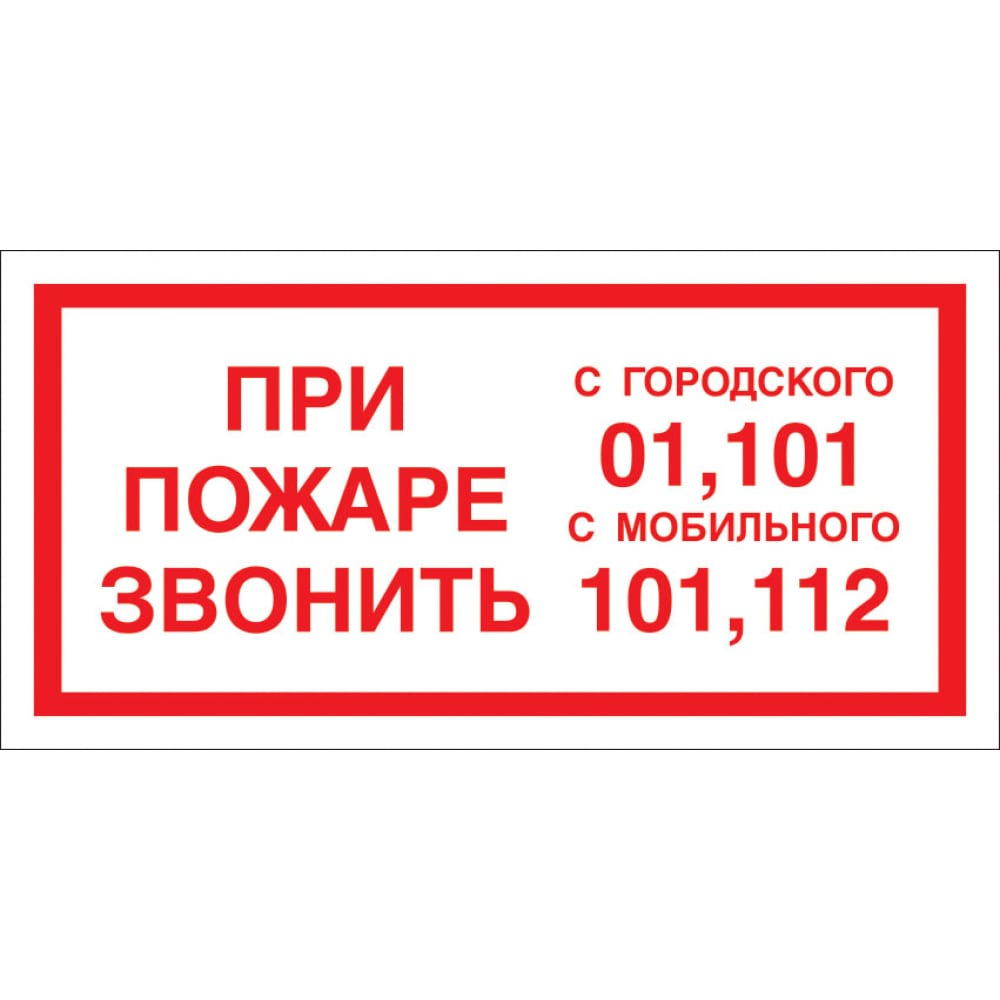 ПРИ
ПОЖАРЕ
ЗВОНИТЬ
С ГОРОДСКОГО
01,101
С МОБИЛЬНОГО
101,112